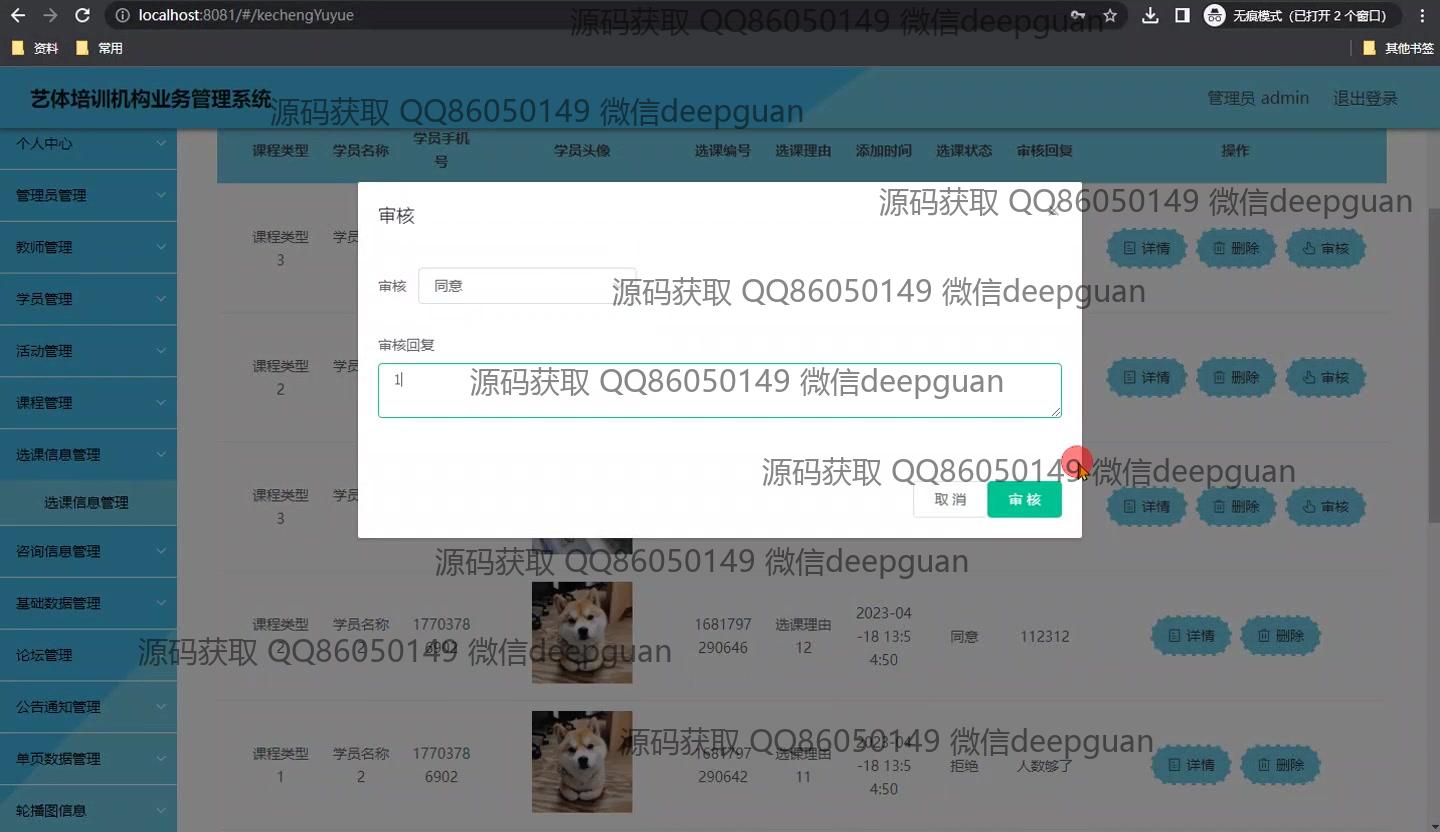 localhost:8081/#/kechengYuyue
无痕模式（已打开 2 个窗口）
资料
常用
其他书签
源码获取 QQ86050149 微信deepguan
艺体培训机构业务管理系统
源码获取 QQ86050149 微信deepguan
管理员 admin
退出登录
个人中心
管理员管理
教师管理
学员管理
活动管理
课程管理
选课信息管理
选课信息管理
咨询信息管理
基础数据管理
论坛管理
公告通知管理
单页数据管理
轮播图信息
课程类型
学员名称
学员手机
号
学员头像
选课编号
选课理由
添加时间
选课状态
审核回复
操作
源码获取 QQ86050149 微信deepguan
课程类型
3
学员
详情
删除
审核
课程类型
2
学员
详情
删除
审核
课程类型
3
学员
详情
删除
审核
审核
审核
同意
源码获取 QQ86050149 微信deepguan
审核回复
1
源码获取 QQ86050149 微信deepguan
源码获取 QQ86050149 微信deepguan
取 消
审 核
源码获取 QQ86050149 微信deepguan
课程类型
2
学员名称
2
1770378
6902
1681797
290646
选课理由
12
2023-04
-18 13:5
4:50
同意
112312
详情
删除
源码获取 QQ86050149 微信deepguan
课程类型
1
学员名称
2
1770378
6902
1681797
290642
选课理由
11
2023-04
-18 13:5
4:50
拒绝
人数够了
详情
删除
源码获取 QQ86050149 微信deepguan